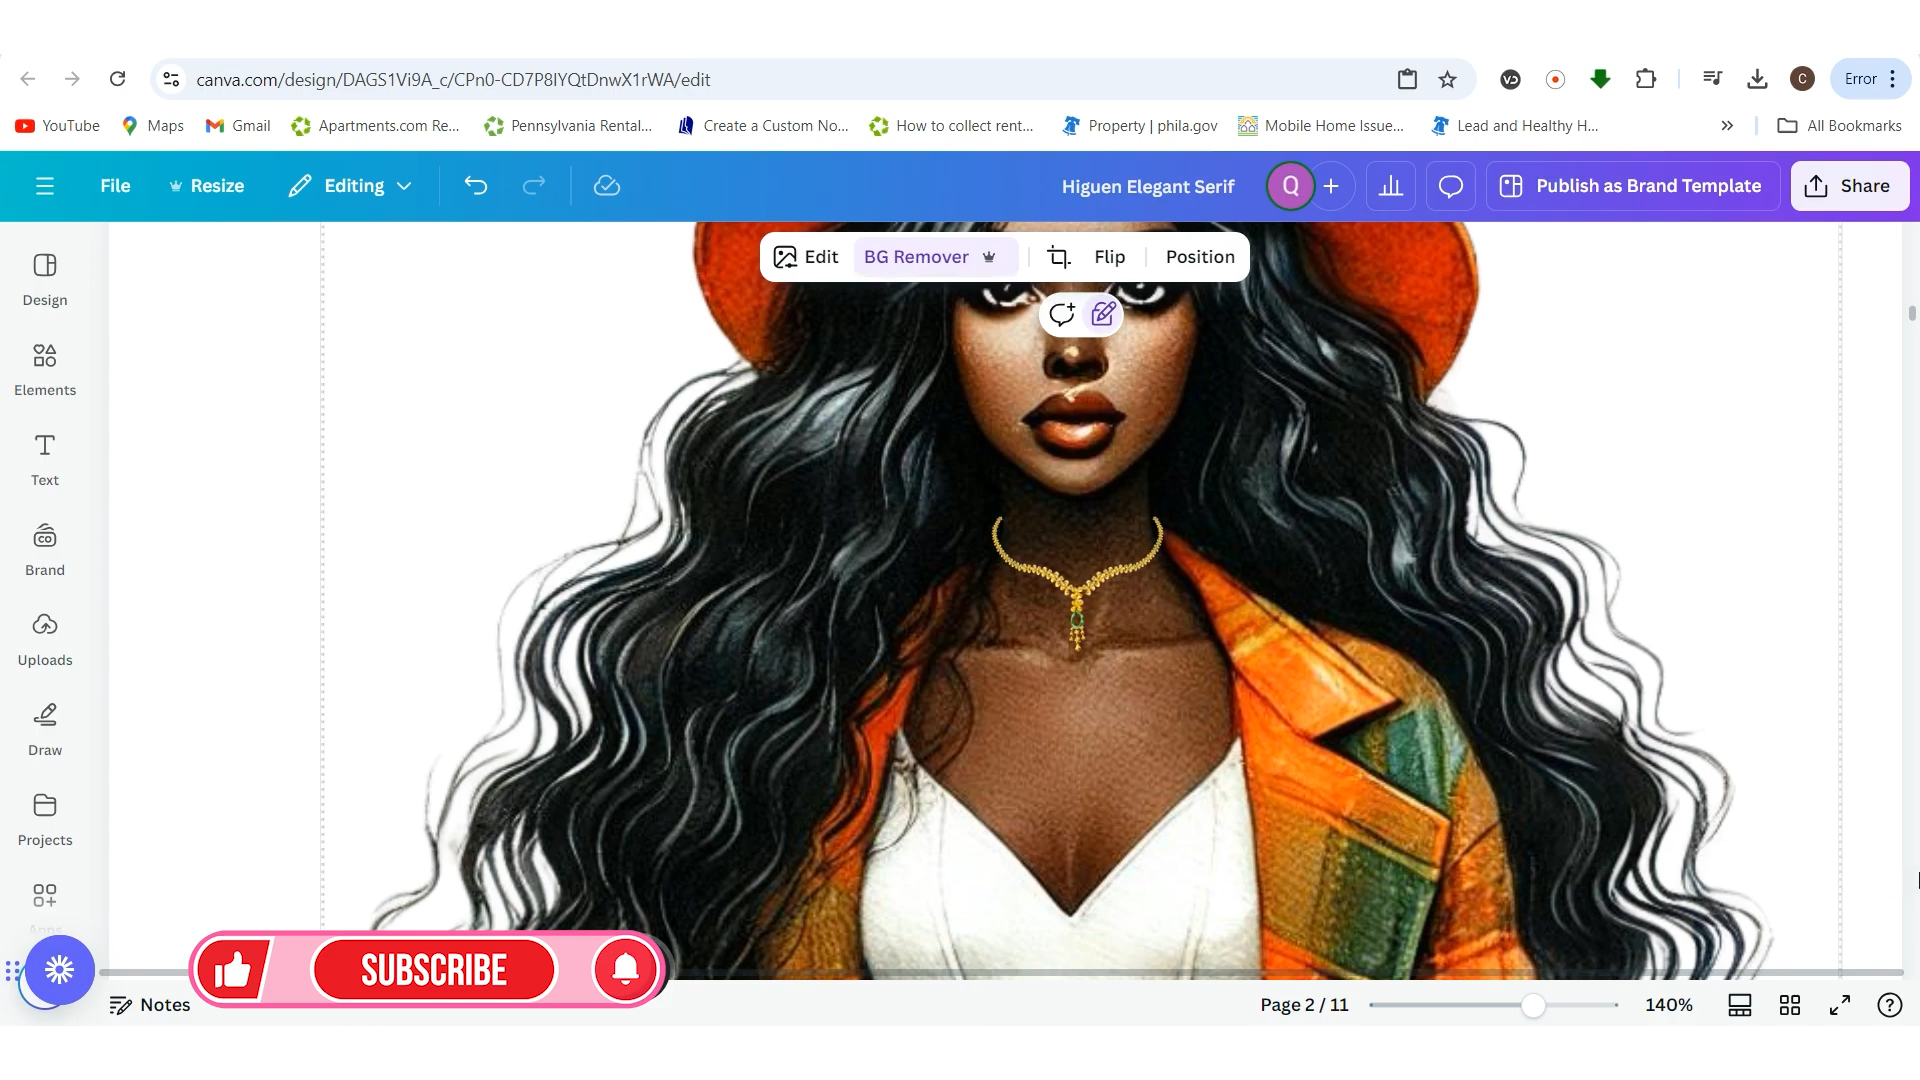 canva.com/design/DAGS1Vi9A_c/CPn0-CD7P8IYQtDnwX1rWA/edit
C
Error
YouTube
Maps
Gmail
Apartments.com Re...
Pennsylvania Rental...
Create a Custom No...
How to collect rent...
Property | phila.gov
Mobile Home Issue...
Lead and Healthy H...
All Bookmarks
File
Resize
Editing
Higuen Elegant Serif
Q
Publish as Brand Template
Share
Edit
BG Remover
Flip
Position
Design
Elements
Text
Brand
Uploads
Draw
Projects
Apps
SUBSCRIBE
Notes
Page 2 / 11
140%